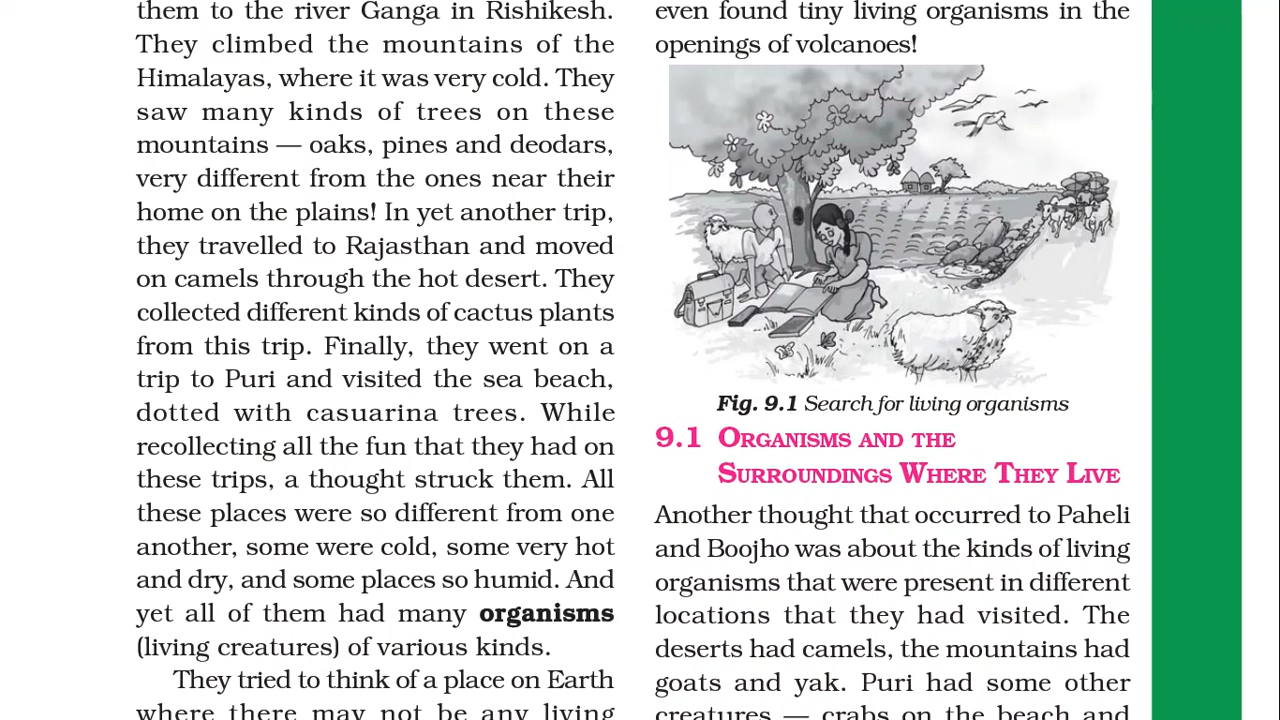 them to the river Ganga in Rishikesh.
They climbed the mountains of the
Himalayas, where it was very cold. They
saw many kinds of trees on these
mountains — oaks, pines and deodars,
very different from the ones near their
home on the plains! In yet another trip,
they travelled to Rajasthan and moved
on camels through the hot desert. They
collected different kinds of cactus plants
from this trip. Finally, they went on a
trip to Puri and visited the sea beach,
dotted with casuarina trees. While
recollecting all the fun that they had on
these trips, a thought struck them. All
these places were so different from one
another, some were cold, some very hot
and dry, and some places so humid. And
yet all of them had many organisms
(living creatures) of various kinds.
They tried to think of a place on Earth
where there may not be any living
even found tiny living organisms in the
openings of volcanoes!
Fig. 9.1 Search for living organisms
9.1 Organisms and the
Surroundings Where They Live
Another thought that occurred to Paheli
and Boojho was about the kinds of living
organisms that were present in different
locations that they had visited. The
deserts had camels, the mountains had
goats and yak. Puri had some other
creatures — crabs on the beach and